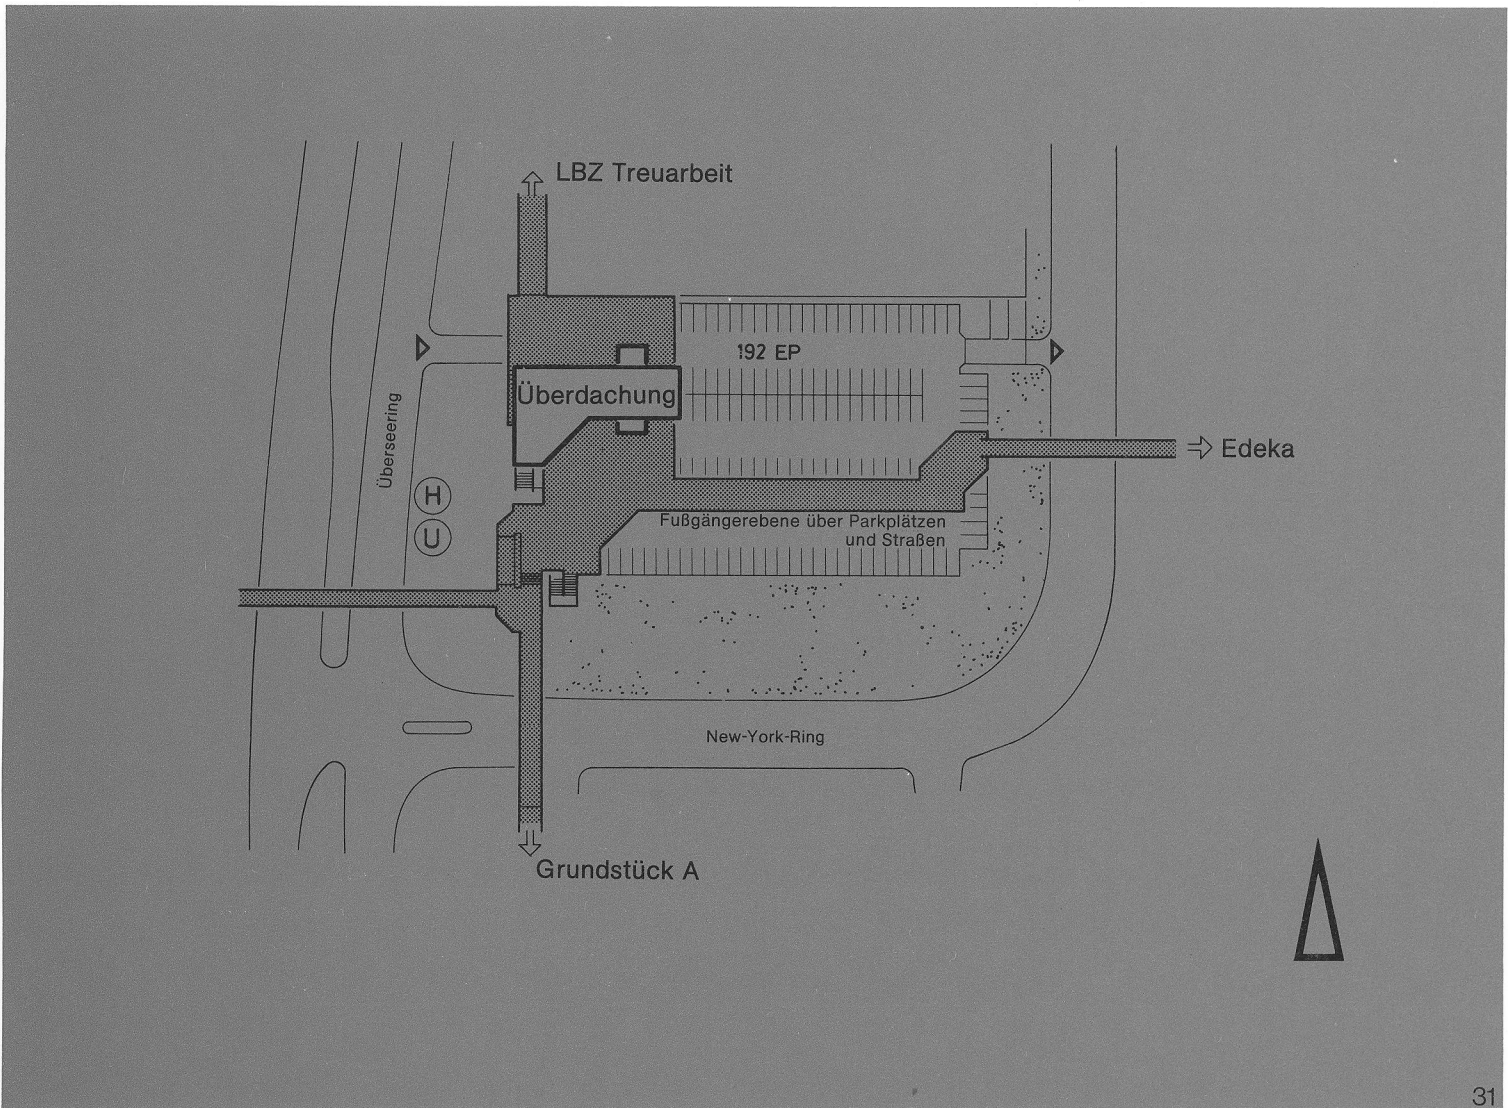 LBZ Treuarbeit
192 EP
Überdachung
Überseering
Edeka
H
U
Fußgängerebene über Parkplätzen
und Straßen
New-York-Ring
Grundstück A
31